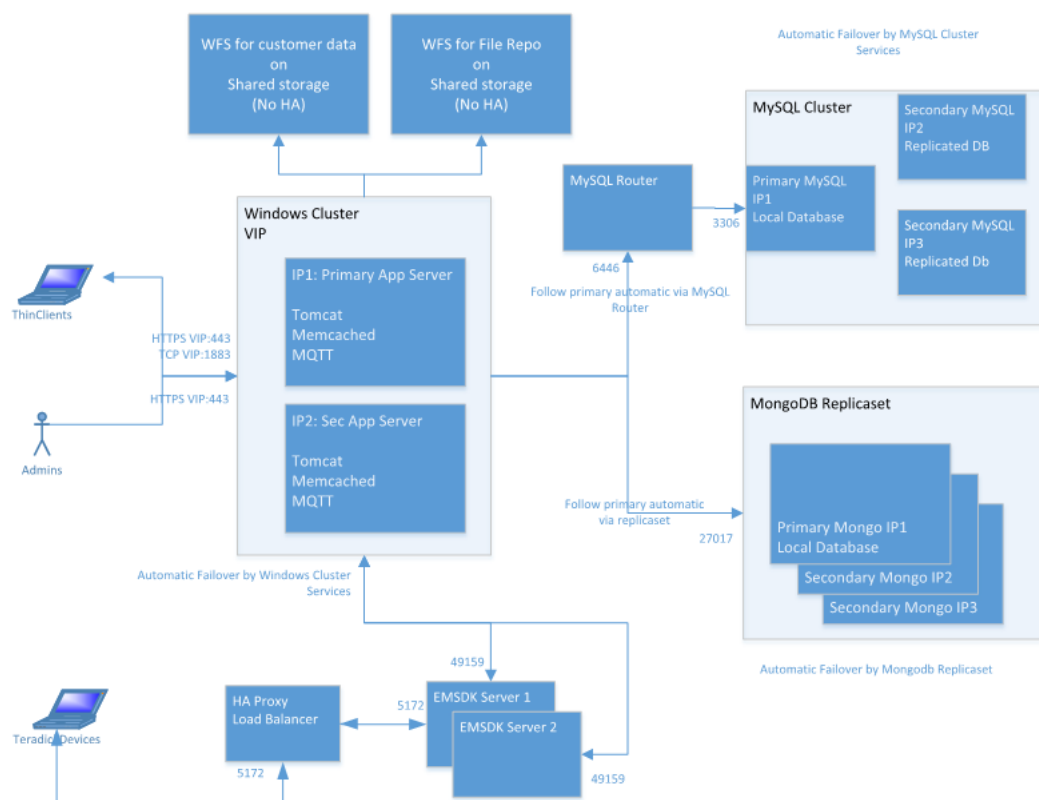 WFS for customer data
on
Shared storage
(No HA)
WFS for File Repo
on
Shared storage
(No HA)
Automatic Failover by MySQL Cluster
Services
MySQL Cluster
Secondary MySQL
IP2
Replicated DB
Primary MySQL
IP1
Local Database
Secondary MySQL
IP3
Replicated Db
MySQL Router
3306
6446
Follow primary automatic via MySQL
Router
Windows Cluster
VIP
IP1: Primary App Server
Tomcat
Memcached
MQTT
IP2: Sec App Server
Tomcat
Memcached
MQTT
ThinClients
HTTPS VIP:443
TCP VIP:1883
HTTPS VIP:443
Admins
MongoDB Replicaset
Follow primary automatic
via replicaset
27017
Primary Mongo IP1
Local Database
Secondary Mongo IP2
Secondary Mongo IP3
Automatic Failover by Mongodb Replicaset
Automatic Failover by Windows Cluster
Services
49159
HA Proxy
Load Balancer
5172
EMSDK Server 1
EMSDK Server 2
5172
49159
Teradici Devices